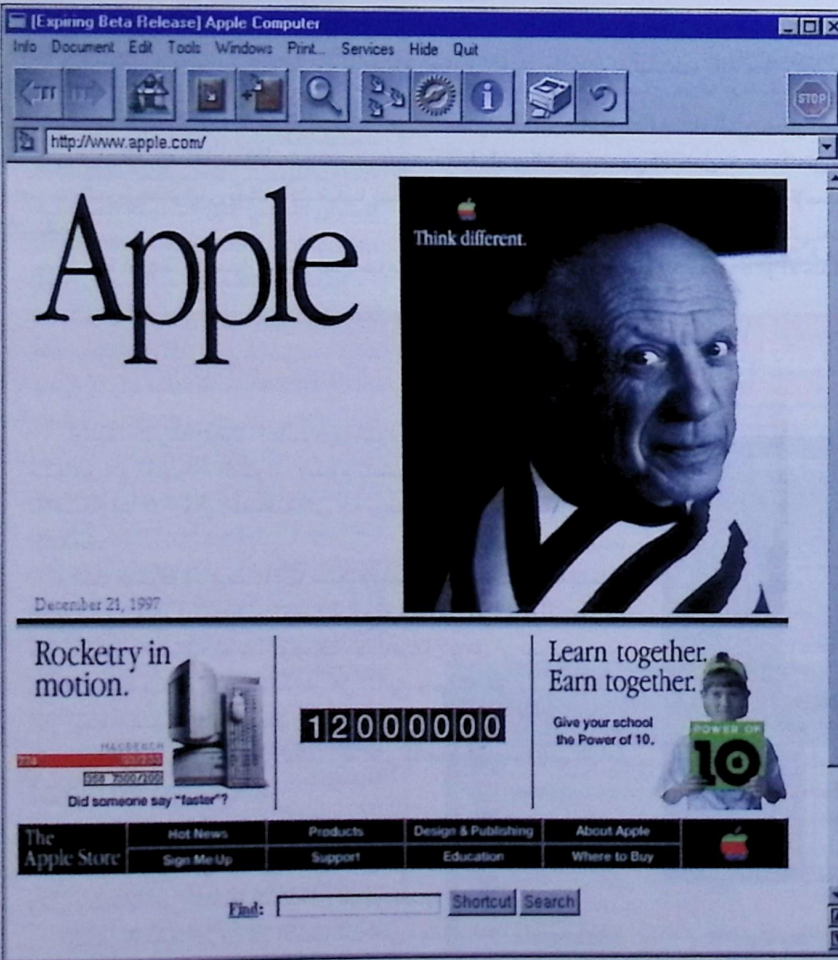 [Expiring Beta Release] Apple Computer
Info Document Edit Tools Windows Print... Services Hide Quit
STOP
http://www.apple.com/
Apple
Think different.
December 21, 1997
Rocketry in
motion.
MACBENCH
Did someone say "faster"?
12000000
Learn together.
Earn together.
Give your school
the Power of 10.
POWER OF
10
The
Apple Store
Hot News Products Design & Publishing About Apple
Sign Me Up Support Education Where to Buy
Find: Shortcut Search